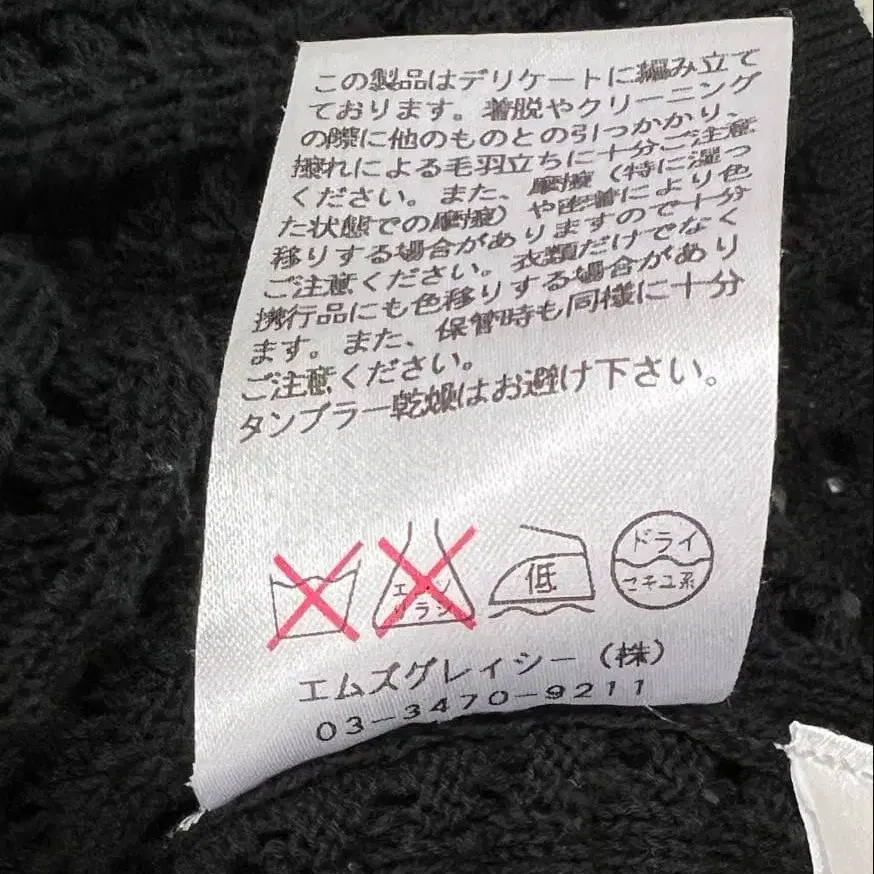 この製品はデリケートに編み立て
ております。着脱やクリーニング
の際に他のものとの引っかかり、
擦れによる毛羽立ちに十分ご注意
ください。また、摩擦（特に湿っ
た状態での摩擦）や密着により色
移りする場合がありますので十分
ご注意ください。衣類だけでなく
携行品にも色移りする場合があり
ます。また、保管時も同様に十分
ご注意ください。
タンブラー乾燥はお避け下さい。
エンソ
サラシ
低
ドライ
セキユ系
エムズグレイシー（株）
03-3470-9211